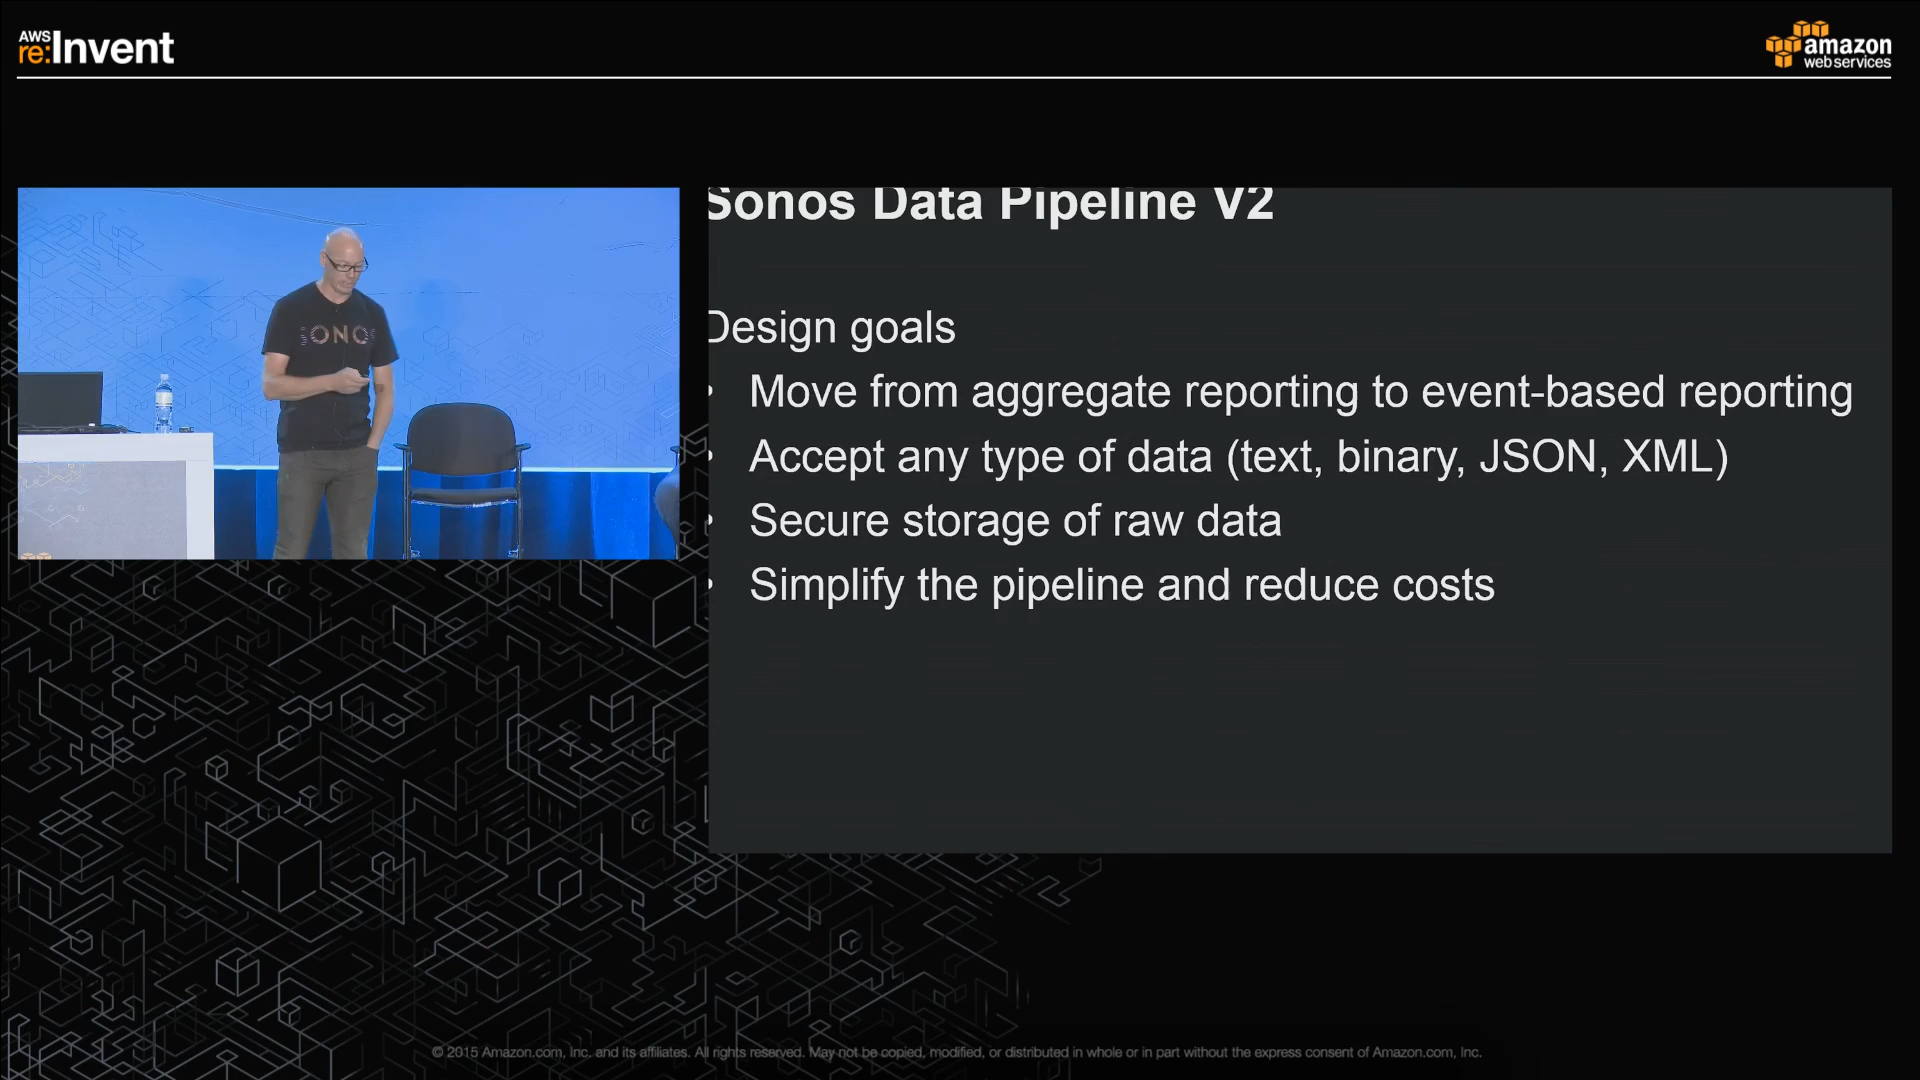 AWS
re:Invent
amazon
web services
SONOS
Sonos Data Pipeline V2
Design goals
• Move from aggregate reporting to event-based reporting
• Accept any type of data (text, binary, JSON, XML)
• Secure storage of raw data
• Simplify the pipeline and reduce costs
© 2015 Amazon.com, Inc. and its affiliates. All rights reserved. May not be copied, modified, or distributed in whole or in part without the express consent of Amazon.com, Inc.